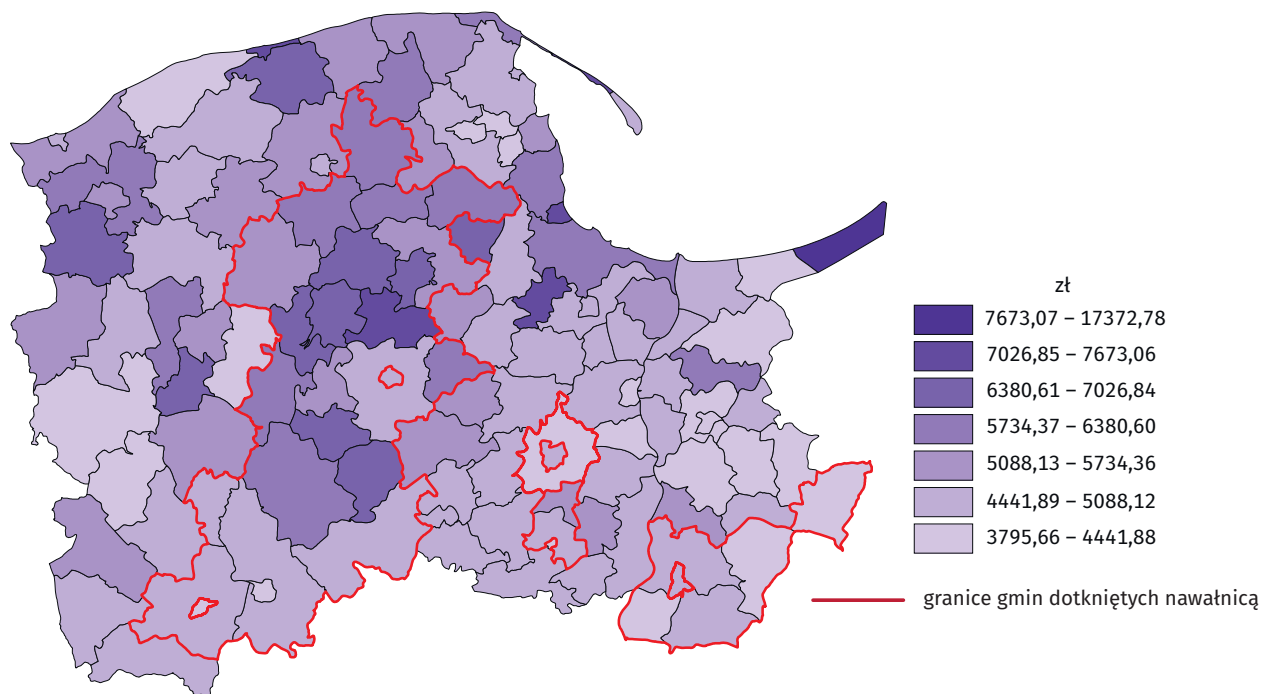 zł
7673,07 – 17372,78
7026,85 – 7673,06
6380,61 – 7026,84
5734,37 – 6380,60
5088,13 – 5734,36
4441,89 – 5088,12
3795,66 – 4441,88
granice gmin dotkniętych nawałnicą